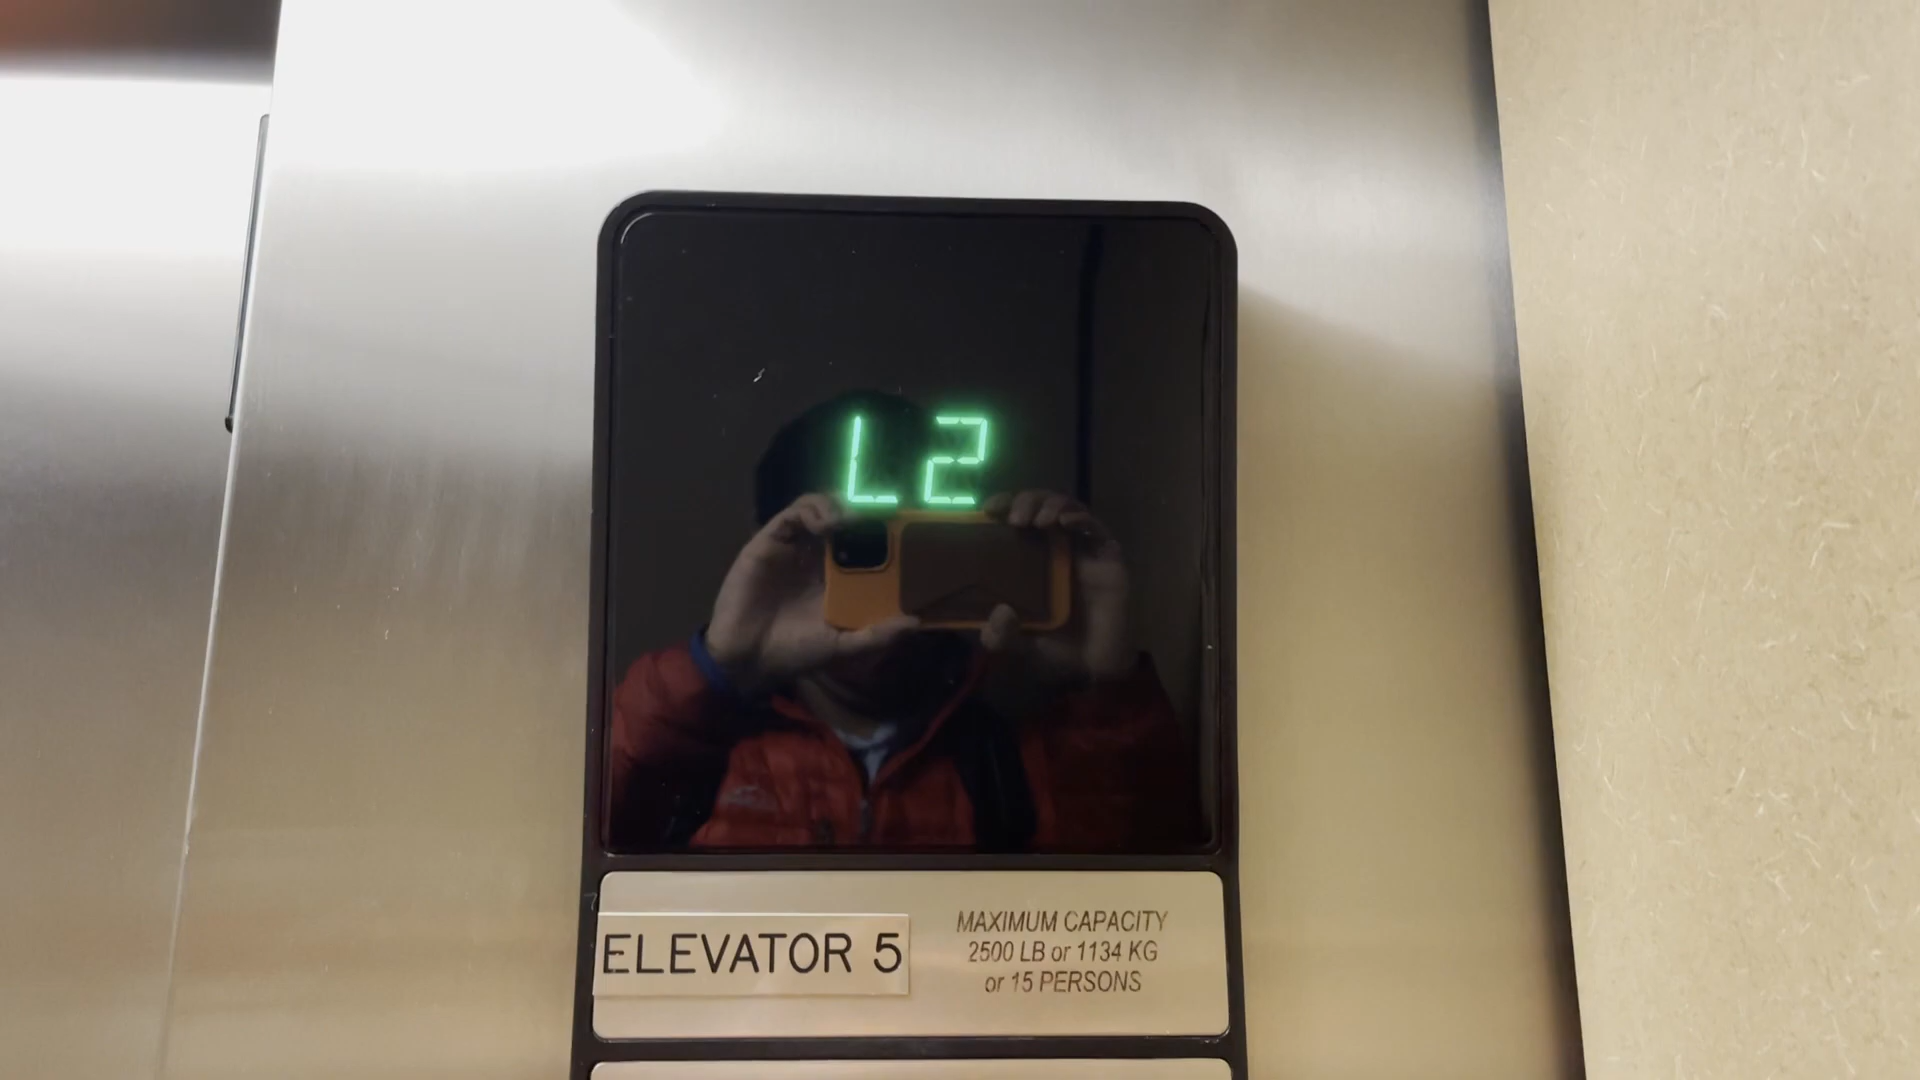 L2
ELEVATOR 5
MAXIMUM CAPACITY
2500 LB or 1134 KG
or 15 PERSONS